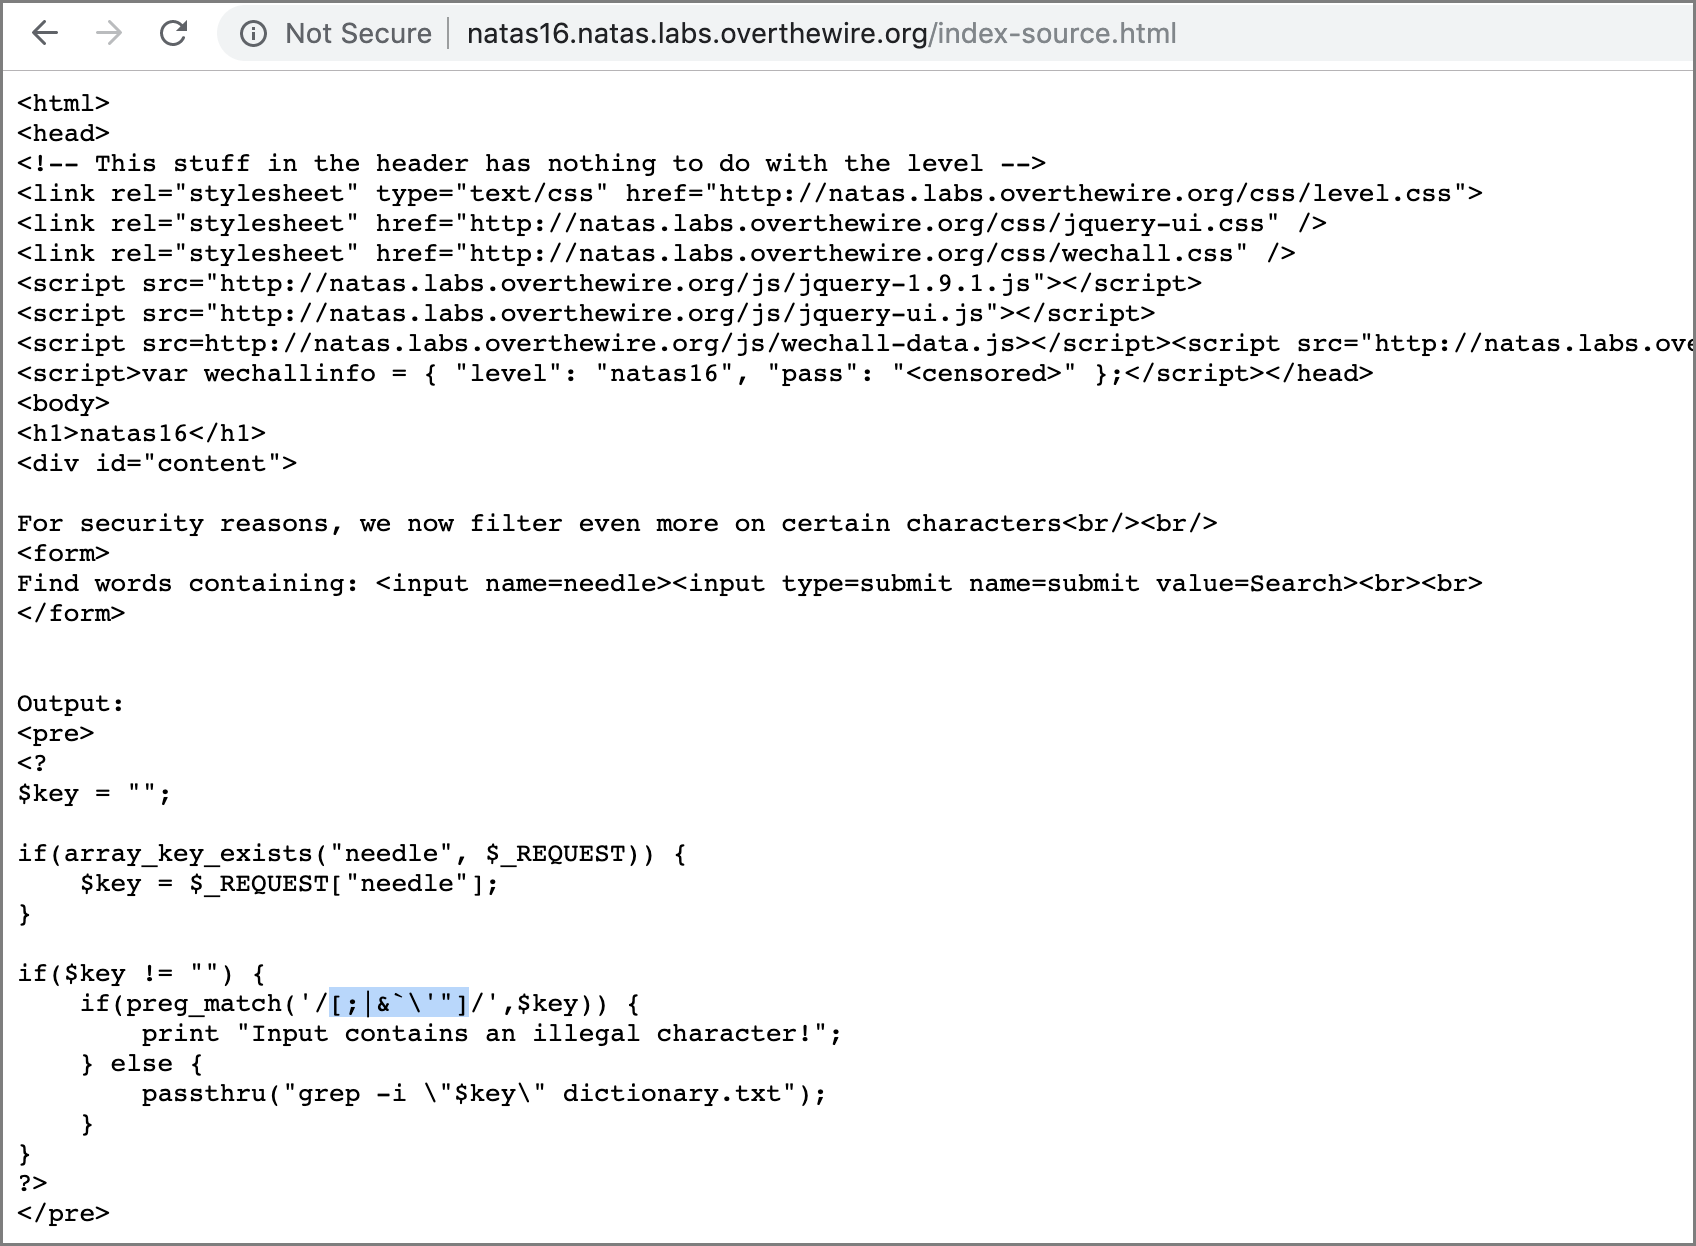 Not Secure | natas16.natas.labs.overthewire.org/index-source.html
<html>
<head>
<!-- This stuff in the header has nothing to do with the level -->
<link rel="stylesheet" type="text/css" href="http://natas.labs.overthewire.org/css/level.css">
<link rel="stylesheet" href="http://natas.labs.overthewire.org/css/jquery-ui.css" />
<link rel="stylesheet" href="http://natas.labs.overthewire.org/css/wechall.css" />
<script src="http://natas.labs.overthewire.org/js/jquery-1.9.1.js"></script>
<script src="http://natas.labs.overthewire.org/js/jquery-ui.js"></script>
<script src=http://natas.labs.overthewire.org/js/wechall-data.js></script><script src="http://natas.labs.ove
<script>var wechallinfo = { "level": "natas16", "pass": "<censored>" };</script></head>
<body>
<h1>natas16</h1>
<div id="content">

For security reasons, we now filter even more on certain characters<br/><br/>
<form>
Find words containing: <input name=needle><input type=submit name=submit value=Search><br><br>
</form>


Output:
<pre>
<?
$key = "";

if(array_key_exists("needle", $_REQUEST)) {
    $key = $_REQUEST["needle"];
}

if($key != "") {
    if(preg_match('/[;|&`\'"]/',$key)) {
        print "Input contains an illegal character!";
    } else {
        passthru("grep -i \"$key\" dictionary.txt");
    }
}
?>
</pre>